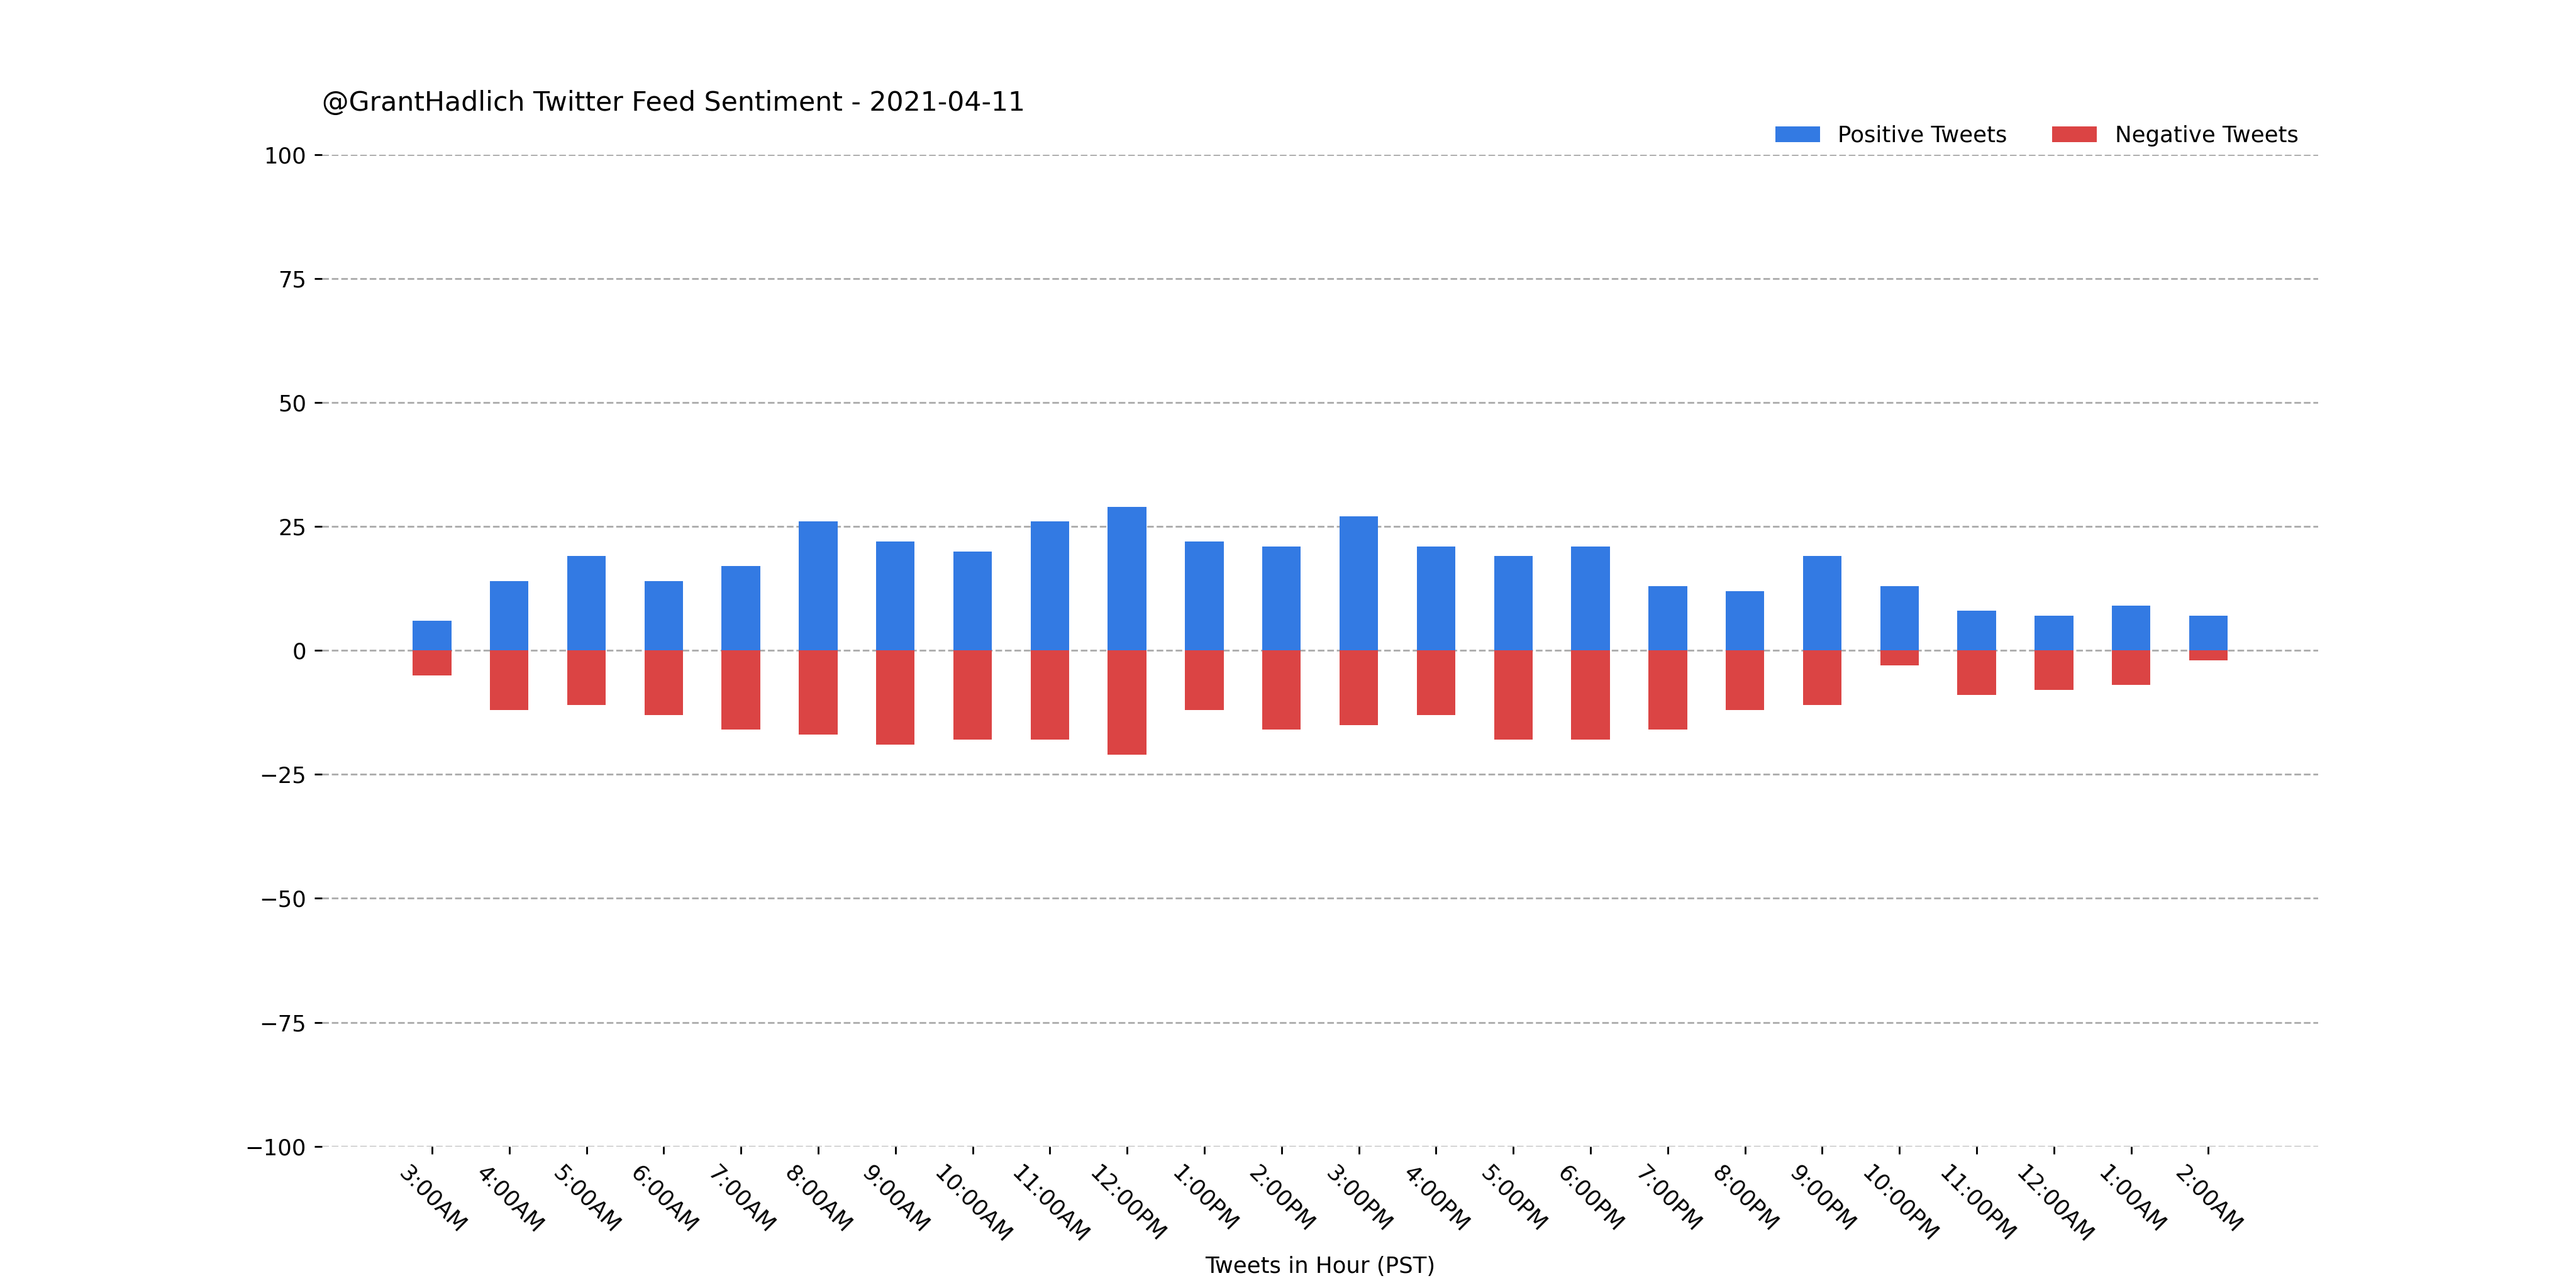 @GrantHadlich Twitter Feed Sentiment - 2021-04-11
Positive Tweets Negative Tweets
100
75
50
25
0
−25
−50
−75
−100
3:00AM 4:00AM 5:00AM 6:00AM 7:00AM 8:00AM 9:00AM 10:00AM 11:00AM 12:00PM 1:00PM 2:00PM 3:00PM 4:00PM 5:00PM 6:00PM 7:00PM 8:00PM 9:00PM 10:00PM 11:00PM 12:00AM 1:00AM 2:00AM
Tweets in Hour (PST)